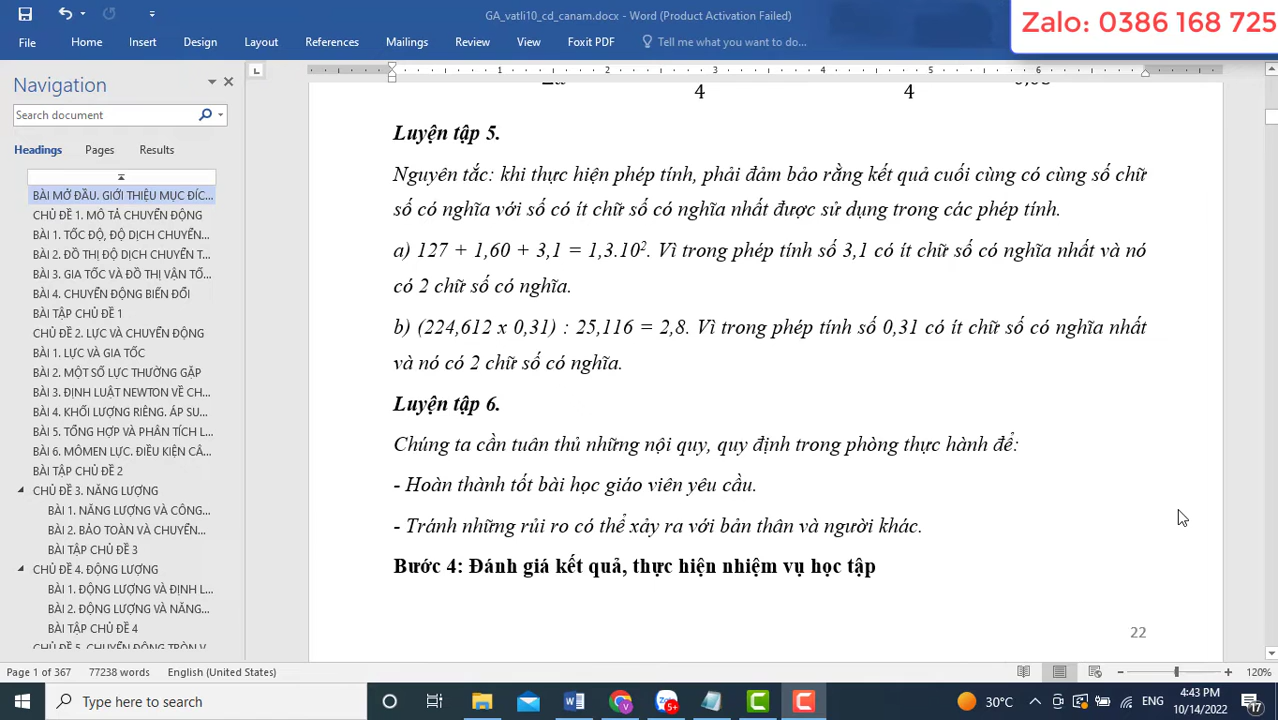 GA_vatli10_cd_canam.docx - Word (Product Activation Failed)
Zalo: 0386 168 725
File Home Insert Design Layout References Mailings Review View Foxit PDF Tell me what you want to do...
Navigation
Search document
Headings Pages Results
BÀI MỞ ĐẦU. GIỚI THIỆU MỤC ĐÍC...
CHỦ ĐỀ 1. MÔ TẢ CHUYỂN ĐỘNG
BÀI 1. TỐC ĐỘ, ĐỘ DỊCH CHUYỂN...
BÀI 2. ĐỒ THỊ ĐỘ DỊCH CHUYỂN T...
BÀI 3. GIA TỐC VÀ ĐỒ THỊ VẬN TỐ...
BÀI 4. CHUYỂN ĐỘNG BIẾN ĐỔI
BÀI TẬP CHỦ ĐỀ 1
CHỦ ĐỀ 2. LỰC VÀ CHUYỂN ĐỘNG
BÀI 1. LỰC VÀ GIA TỐC
BÀI 2. MỘT SỐ LỰC THƯỜNG GẶP
BÀI 3. ĐỊNH LUẬT NEWTON VỀ CH...
BÀI 4. KHỐI LƯỢNG RIÊNG. ÁP SU...
BÀI 5. TỔNG HỢP VÀ PHÂN TÍCH L...
BÀI 6. MÔMEN LỰC. ĐIỀU KIỆN CÂ...
BÀI TẬP CHỦ ĐỀ 2
CHỦ ĐỀ 3. NĂNG LƯỢNG
BÀI 1. NĂNG LƯỢNG VÀ CÔNG...
BÀI 2. BẢO TOÀN VÀ CHUYỂN...
BÀI TẬP CHỦ ĐỀ 3
CHỦ ĐỀ 4. ĐỘNG LƯỢNG
BÀI 1. ĐỘNG LƯỢNG VÀ ĐỊNH L...
BÀI 2. ĐỘNG LƯỢNG VÀ NĂNG...
BÀI TẬP CHỦ ĐỀ 4
CHỦ ĐỀ 5. CHUYỂN ĐỘNG TRÒN V
1 2 3 4 5 6
4 4
Luyện tập 5.
Nguyên tắc: khi thực hiện phép tính, phải đảm bảo rằng kết quả cuối cùng có cùng số chữ
số có nghĩa với số có ít chữ số có nghĩa nhất được sử dụng trong các phép tính.
a) 127 + 1,60 + 3,1 = 1,3.10². Vì trong phép tính số 3,1 có ít chữ số có nghĩa nhất và nó
có 2 chữ số có nghĩa.
b) (224,612 x 0,31) : 25,116 = 2,8. Vì trong phép tính số 0,31 có ít chữ số có nghĩa nhất
và nó có 2 chữ số có nghĩa.
Luyện tập 6.
Chúng ta cần tuân thủ những nội quy, quy định trong phòng thực hành để:
- Hoàn thành tốt bài học giáo viên yêu cầu.
- Tránh những rủi ro có thể xảy ra với bản thân và người khác.
Bước 4: Đánh giá kết quả, thực hiện nhiệm vụ học tập
22
Page 1 of 367 77238 words English (United States) 120%
Type here to search
5+
30°C
ENG
4:43 PM
10/14/2022
17